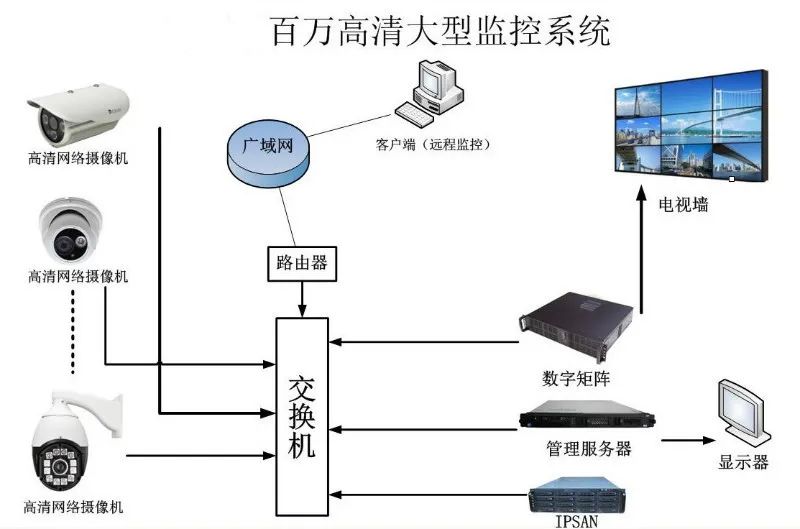 百万高清大型监控系统
高清网络摄像机
广域网
客户端（远程监控）
电视墙
高清网络摄像机
路由器
交换机
数字矩阵
管理服务器
显示器
高清网络摄像机
IPSAN